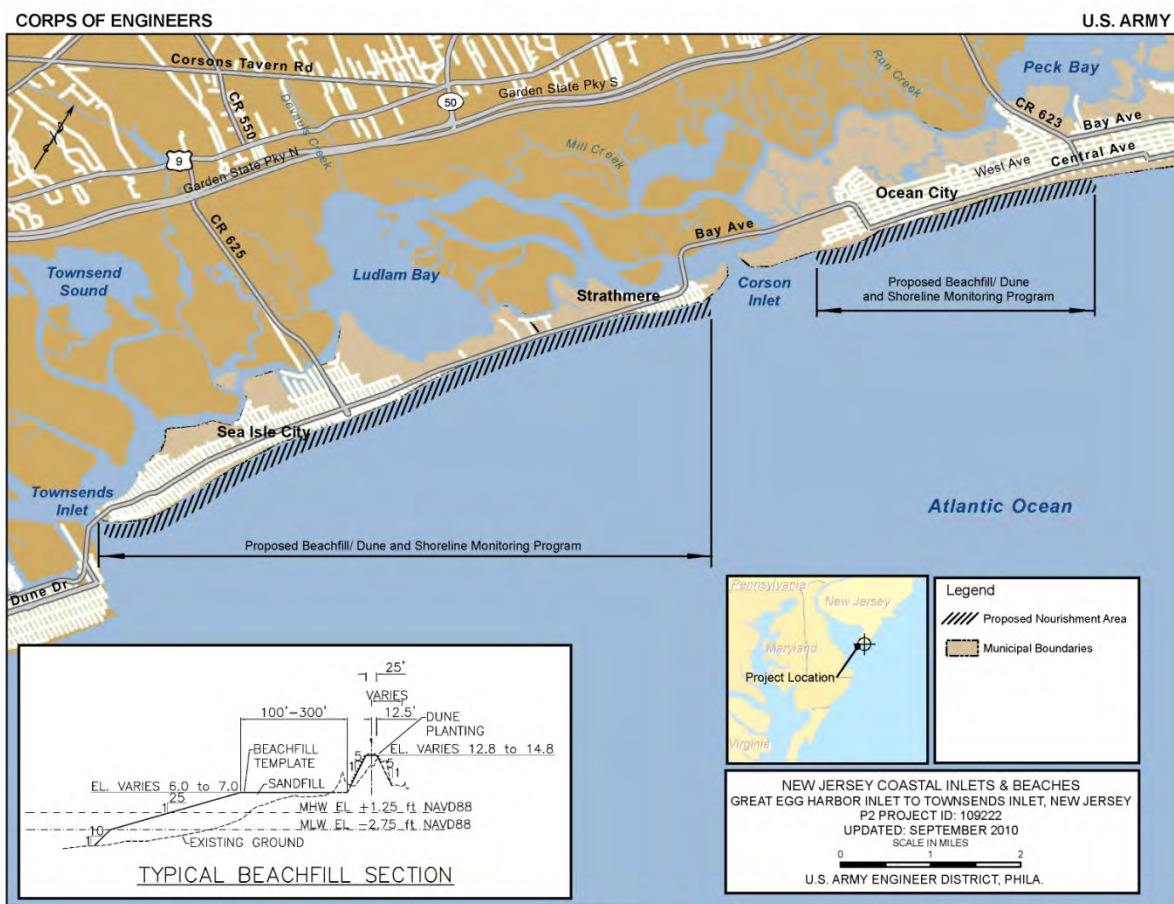 CORPS OF ENGINEERS
U.S. ARMY
Corsons Tavern Rd
CR 550
Devauls Creek
50
Garden State Pky S
Run Creek
Peck Bay
CR 623
Bay Ave
Central Ave
West Ave
9
Garden State Pky N
Mill Creek
Ocean City
CR 625
Townsend
Sound
Ludlam Bay
Bay Ave
Strathmere
Corson
Inlet
Proposed Beachfill/ Dune
and Shoreline Monitoring Program
Sea Isle City
Townsends
Inlet
Atlantic Ocean
Proposed Beachfill/ Dune and Shoreline Monitoring Program
Dune Dr
Pennsylvania
New Jersey
Maryland
Project Location
Virginia
Legend
Proposed Nourishment Area
Municipal Boundaries
25'
VARIES
100'-300'
12.5'
DUNE
PLANTING
BEACHFILL
TEMPLATE
EL. VARIES 12.8 to 14.8
5
1
5
1
EL. VARIES 6.0 to 7.0
SANDFILL
25
1
MHW EL +1.25 ft NAVD88
MLW EL -2.75 ft NAVD88
10
1
EXISTING GROUND
TYPICAL BEACHFILL SECTION
NEW JERSEY COASTAL INLETS & BEACHES
GREAT EGG HARBOR INLET TO TOWNSENDS INLET, NEW JERSEY
P2 PROJECT ID: 109222
UPDATED: SEPTEMBER 2010
SCALE IN MILES
0 1 2
U.S. ARMY ENGINEER DISTRICT, PHILA.